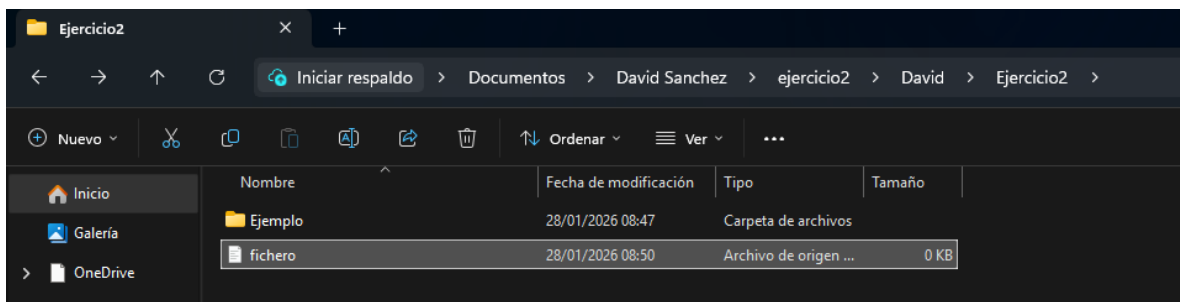 Ejercicio2
Iniciar respaldo > Documentos > David Sanchez > ejercicio2 > David > Ejercicio2 >
Nuevo Ordenar Ver ...
Inicio
Galería
OneDrive
Nombre Fecha de modificación Tipo Tamaño
Ejemplo 28/01/2026 08:47 Carpeta de archivos
fichero 28/01/2026 08:50 Archivo de origen ... 0 KB